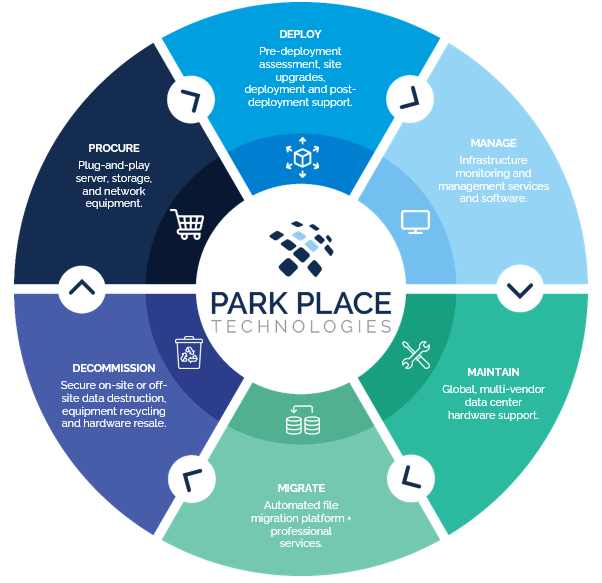 DEPLOY
Pre-deployment
assessment, site
upgrades,
deployment and post-
deployment support.
MANAGE
Infrastructure
monitoring and
management services
and software.
MAINTAIN
Global, multi-vendor
data center
hardware support.
MIGRATE
Automated file
migration platform +
professional
services.
DECOMMISSION
Secure on-site or off-
site data destruction,
equipment recycling
and hardware resale.
PROCURE
Plug-and-play
server, storage,
and network
equipment.
PARK PLACE
TECHNOLOGIES